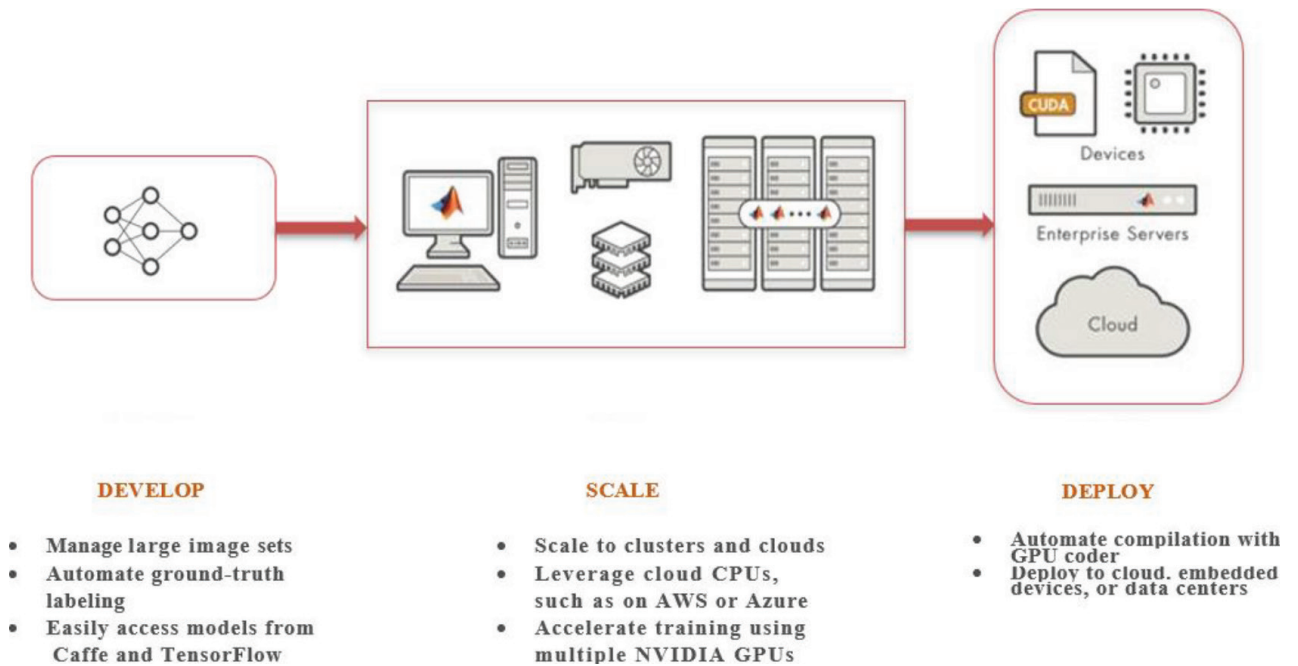 CUDA
Devices
Enterprise Servers
Cloud
DEVELOP
• Manage large image sets
• Automate ground-truth
labeling
• Easily access models from
Caffe and TensorFlow
SCALE
• Scale to clusters and clouds
• Leverage cloud CPUs,
such as on AWS or Azure
• Accelerate training using
multiple NVIDIA GPUs
DEPLOY
• Automate compilation with
GPU coder
• Deploy to cloud, embedded
devices, or data centers